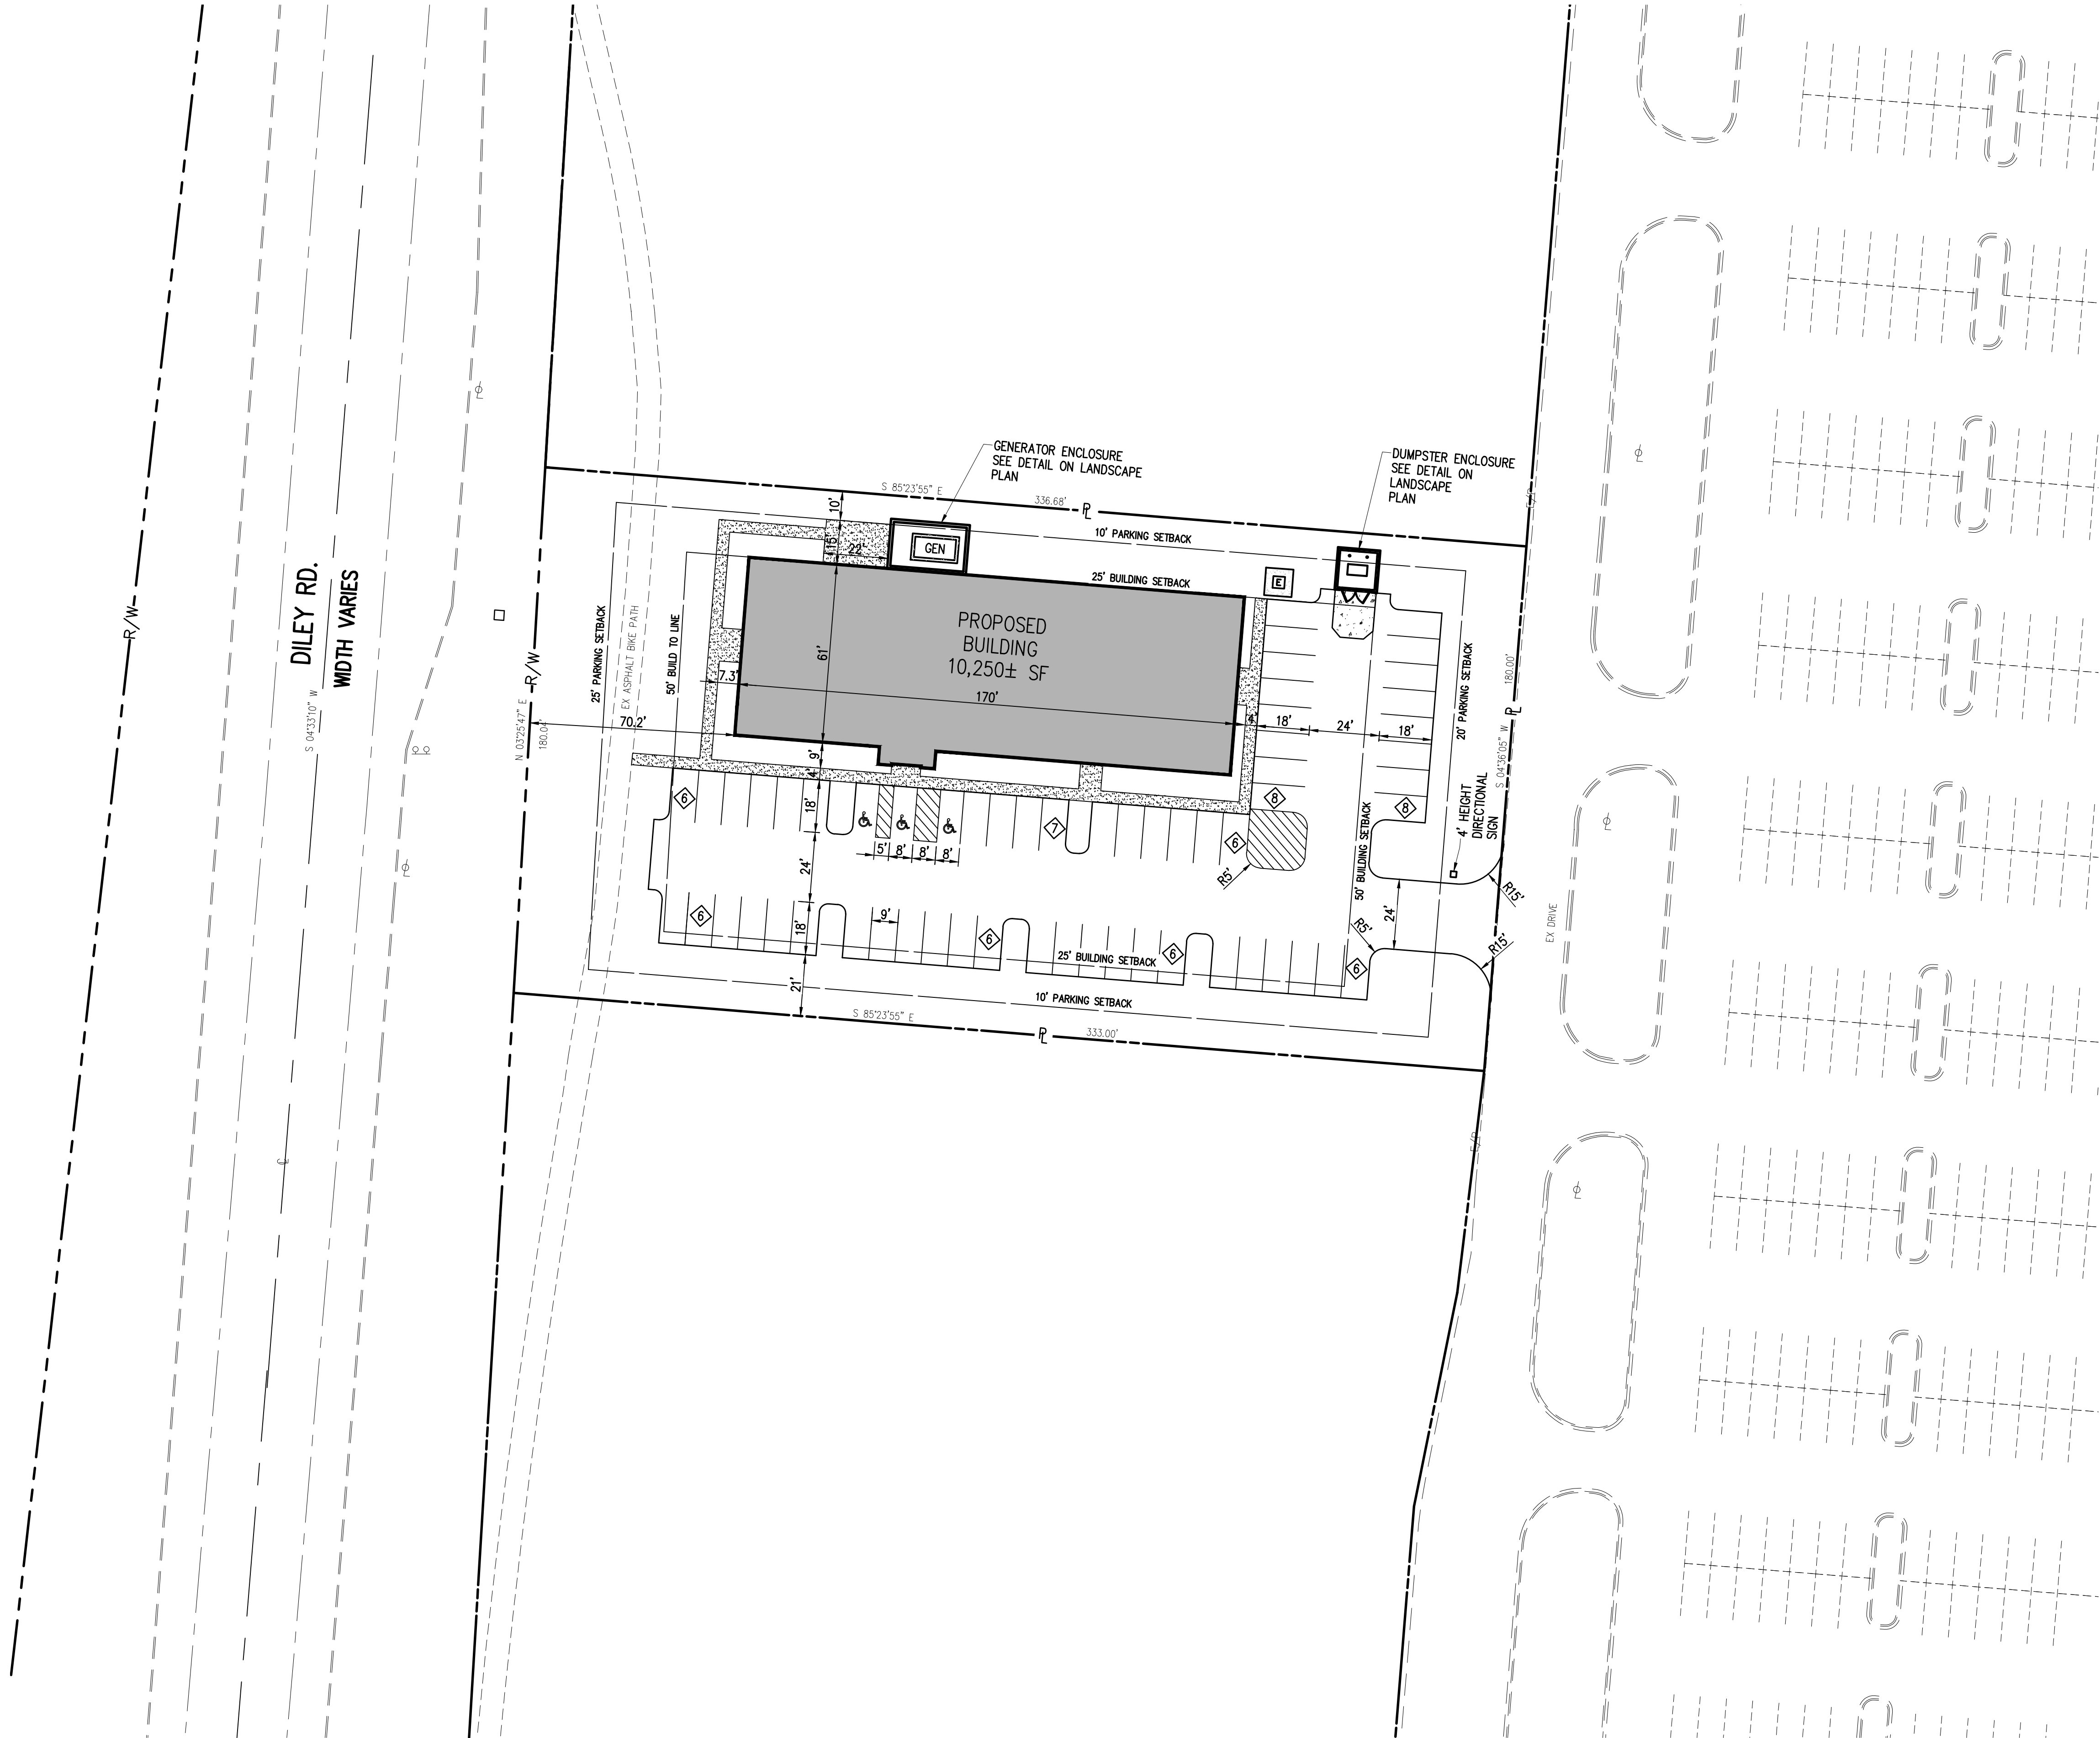 GENERATOR ENCLOSURE
SEE DETAIL ON LANDSCAPE
PLAN
DUMPSTER ENCLOSURE
SEE DETAIL ON
LANDSCAPE
PLAN
S 85°23'55" E
336.68'
PL
10'
10' PARKING SETBACK
15'
22'
GEN
25' BUILDING SETBACK
E
R/W
DILEY RD.
WIDTH VARIES
S 04°33'10" W
25' PARKING SETBACK
EX ASPHALT BIKE PATH
50' BUILD TO LINE
PROPOSED
BUILDING
10,250± SF
61'
170'
7.3'
70.2'
R/W
N 03°25'47" E
180.04'
4'
18'
24'
18'
20' PARKING SETBACK
180.00'
PL
S 04°36'05" W
E/P
9'
4'
18'
24'
18'
21'
6
5'
8'
8'
8'
7
6
8
8
R5'
50' BUILDING SETBACK
4' HEIGHT
DIRECTIONAL
SIGN
R15'
24'
R5'
R15'
EX DRIVE
6
9'
6
6
6
25' BUILDING SETBACK
10' PARKING SETBACK
S 85°23'55" E
PL
333.00'
E/P
CL